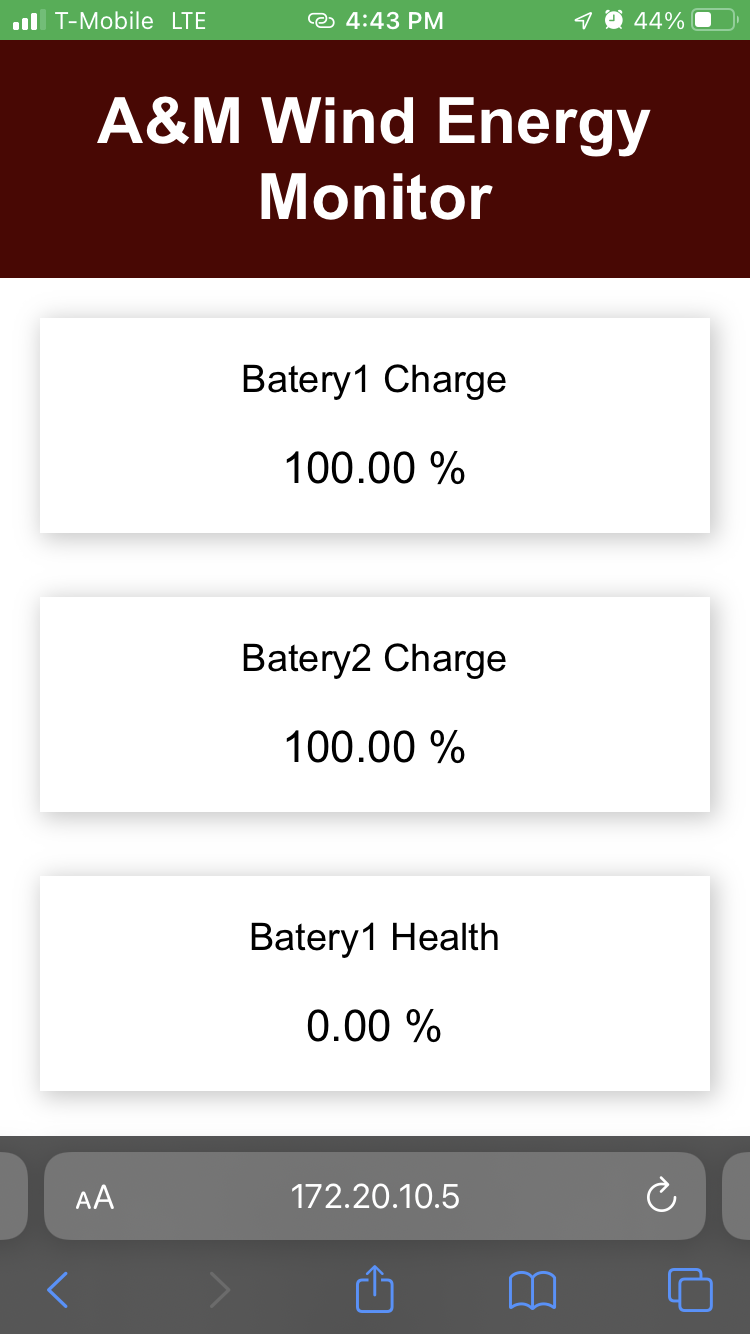 T-Mobile LTE 4:43 PM 44%
A&M Wind Energy
Monitor
Batery1 Charge
100.00 %
Batery2 Charge
100.00 %
Batery1 Health
0.00 %
AA 172.20.10.5